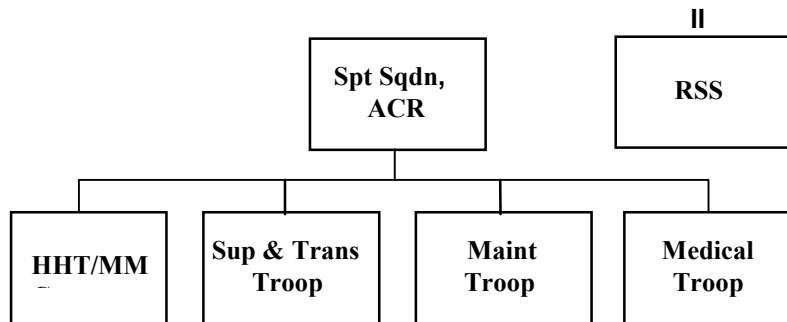 II
Spt Sqdn,
ACR
RSS
HHT/MM
Sup & Trans
Troop
Maint
Troop
Medical
Troop